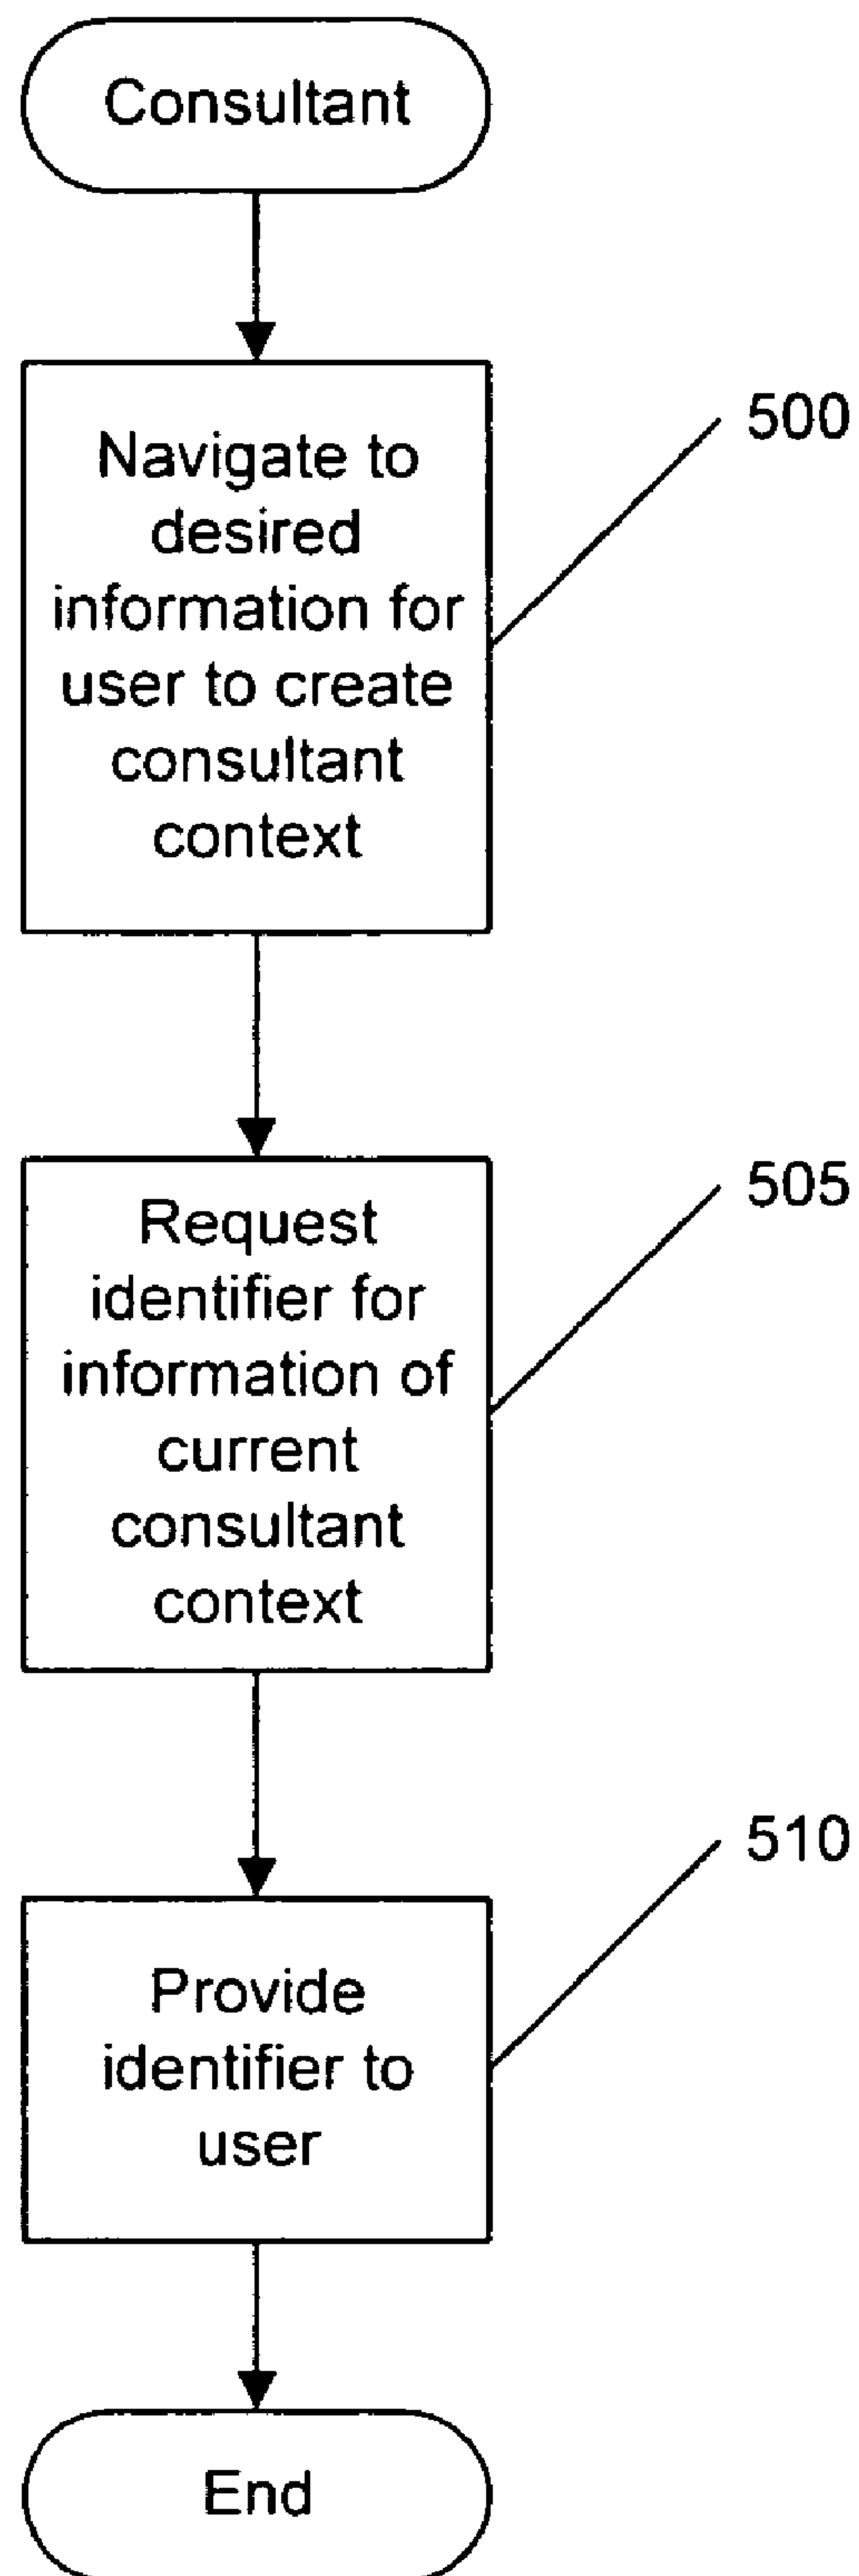 Consultant
500
Navigate to
desired
information for
user to create
consultant
context
505
Request
identifier for
information of
current
consultant
context
510
Provide
identifier to
user
End